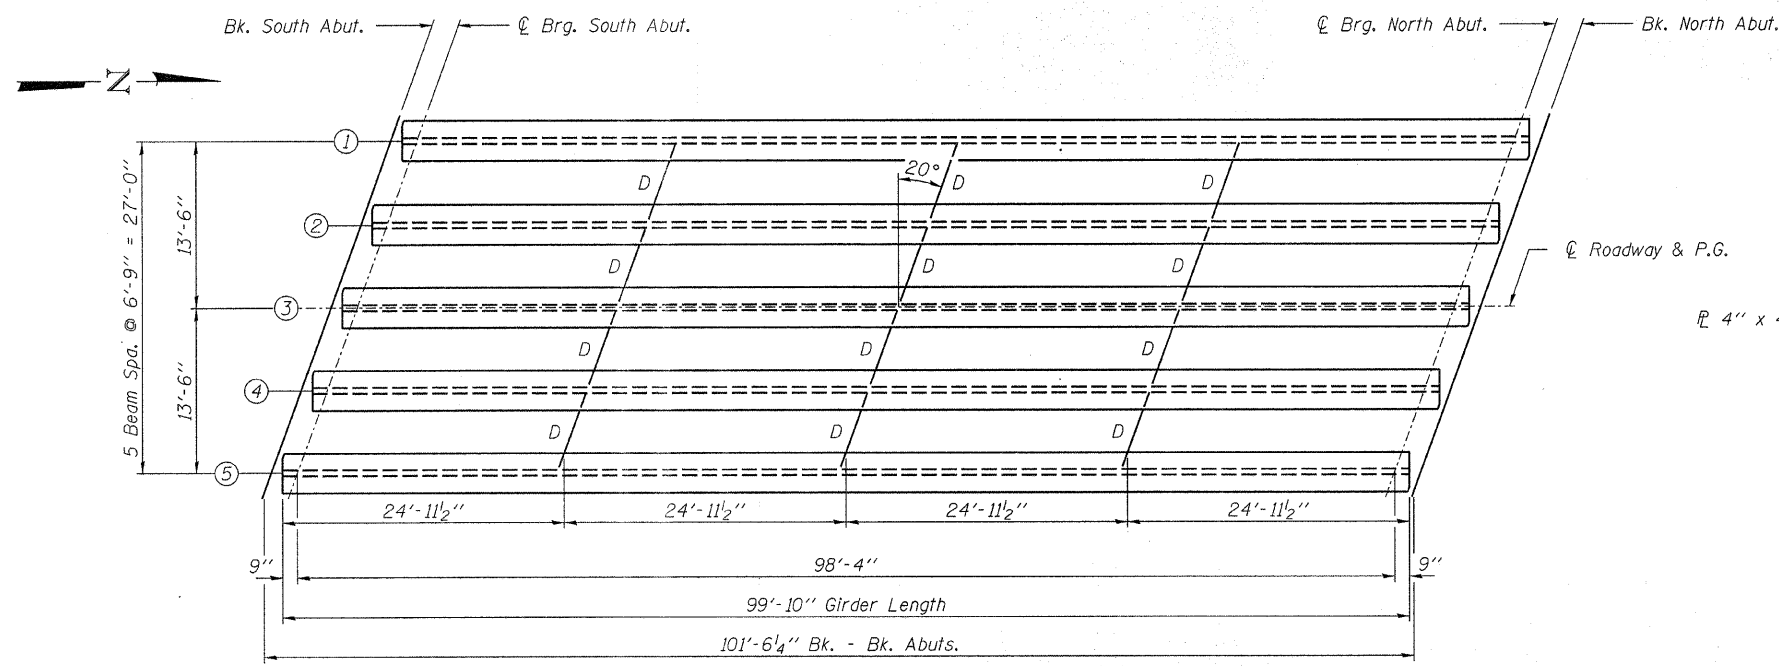 Bk. South Abut.
℄ Brg. South Abut.
℄ Brg. North Abut.
Bk. North Abut.
N
1
20°
D D D
2
5 Beam Spa. @ 6'-9" = 27'-0"
13'-6"
℄ Roadway & P.G.
D D D
3
⅊ 4" x 4
D D D
13'-6"
4
D D D
5
24'-11½" 24'-11½" 24'-11½" 24'-11½"
9" 98'-4" 9"
99'-10" Girder Length
101'-6¼" Bk. - Bk. Abuts.